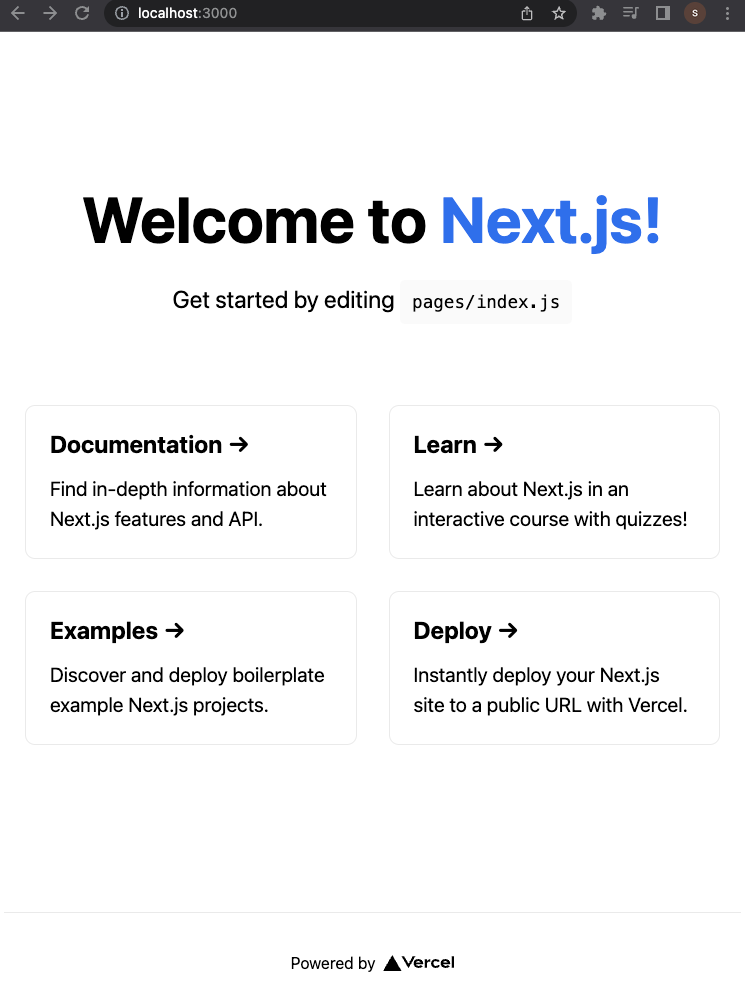 localhost:3000
S
Welcome to Next.js!
Get started by editing pages/index.js
Documentation →
Find in-depth information about
Next.js features and API.
Learn →
Learn about Next.js in an
interactive course with quizzes!
Examples →
Discover and deploy boilerplate
example Next.js projects.
Deploy →
Instantly deploy your Next.js
site to a public URL with Vercel.
Powered by ▲Vercel